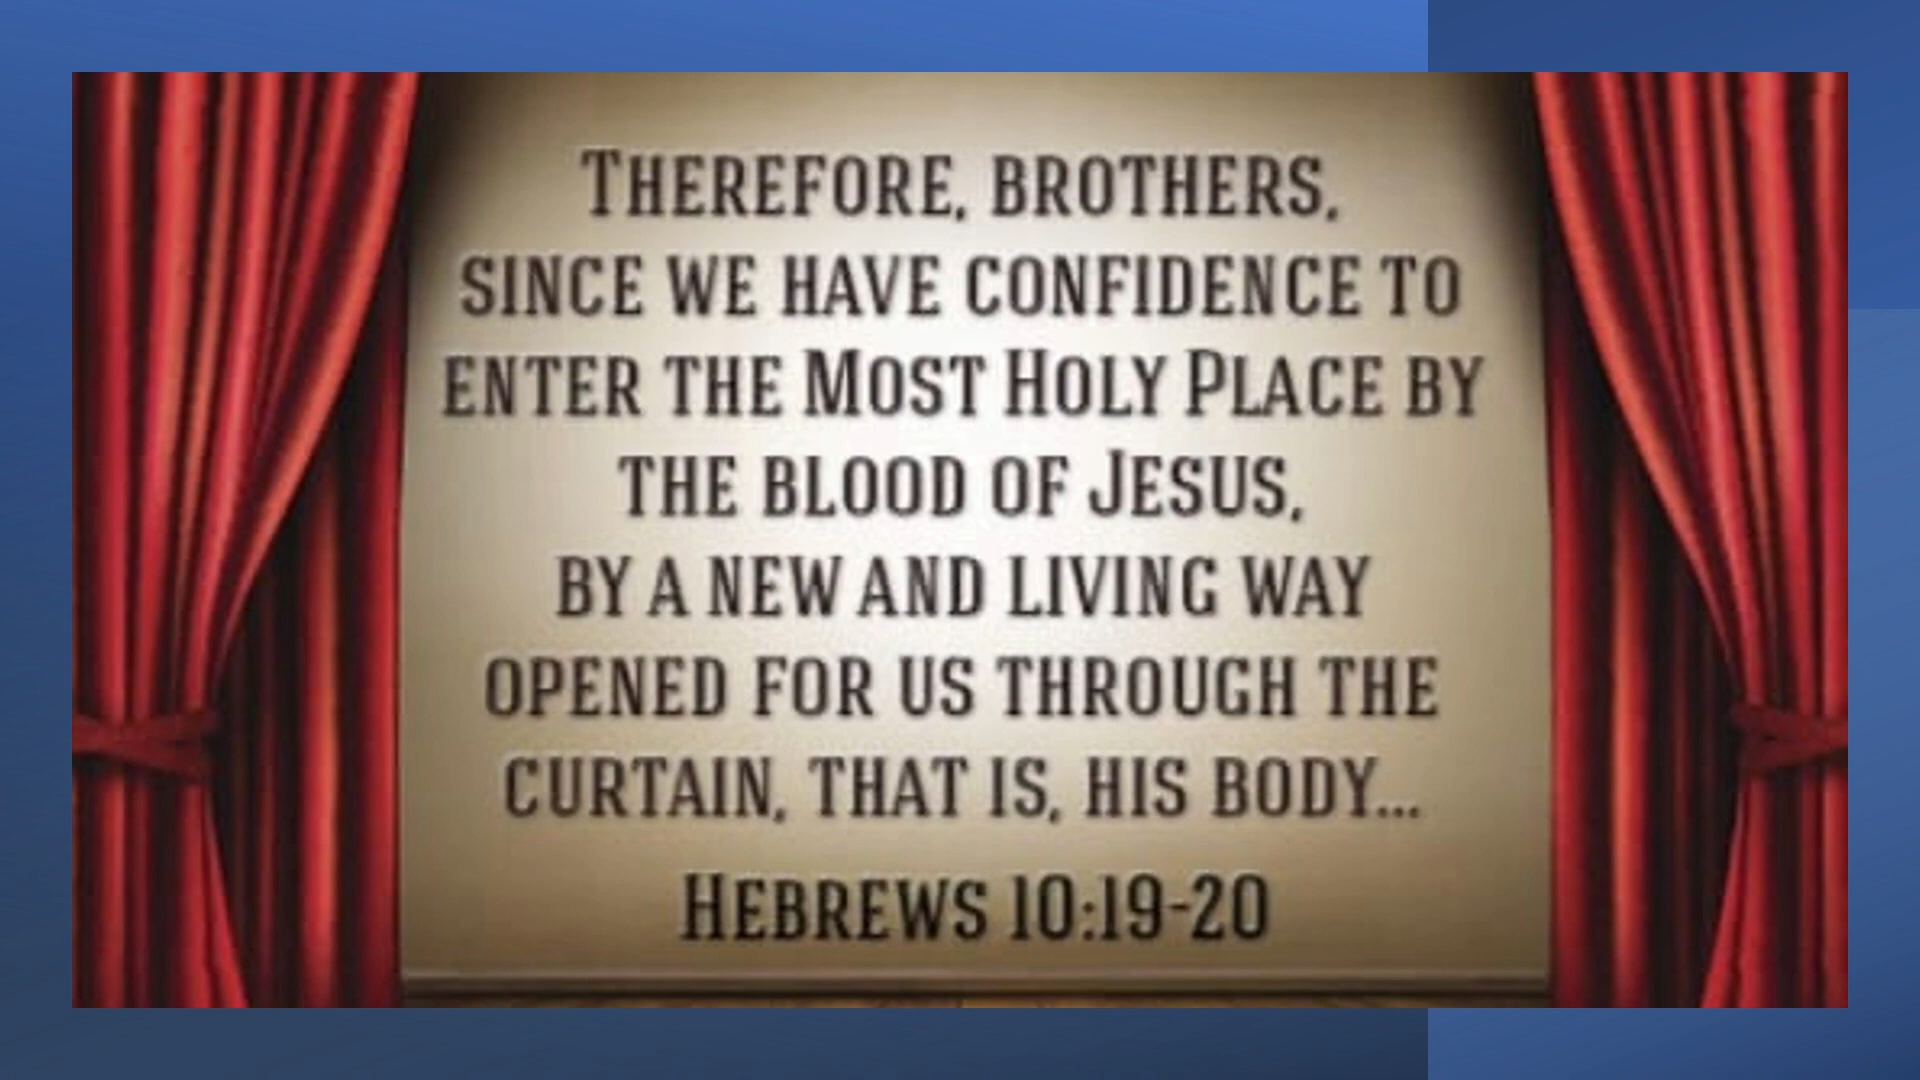 Therefore, brothers,
since we have confidence to
enter the Most Holy Place by
the blood of Jesus,
by a new and living way
opened for us through the
curtain, that is, his body...
Hebrews 10:19-20